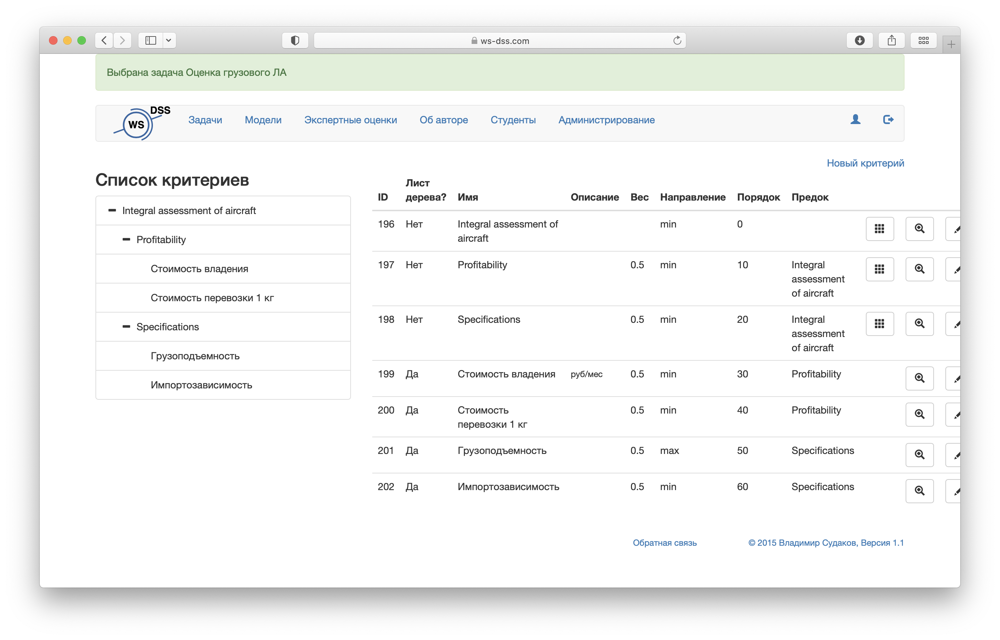 ws-dss.com
Выбрана задача Оценка грузового ЛА
WS DSS
Задачи Модели Экспертные оценки Об авторе Студенты Администрирование
Новый критерий
Список критериев
Integral assessment of aircraft
Profitability
Стоимость владения
Стоимость перевозки 1 кг
Specifications
Грузоподъемность
Импортозависимость
Лист
ID дерева? Имя Описание Вес Направление Порядок Предок
196 Нет Integral assessment of min 0
aircraft
197 Нет Profitability 0.5 min 10 Integral
assessment
of aircraft
198 Нет Specifications 0.5 min 20 Integral
assessment
of aircraft
199 Да Стоимость владения руб/мес 0.5 min 30 Profitability
200 Да Стоимость 0.5 min 40 Profitability
перевозки 1 кг
201 Да Грузоподъемность 0.5 max 50 Specifications
202 Да Импортозависимость 0.5 min 60 Specifications
Обратная связь © 2015 Владимир Судаков, Версия 1.1